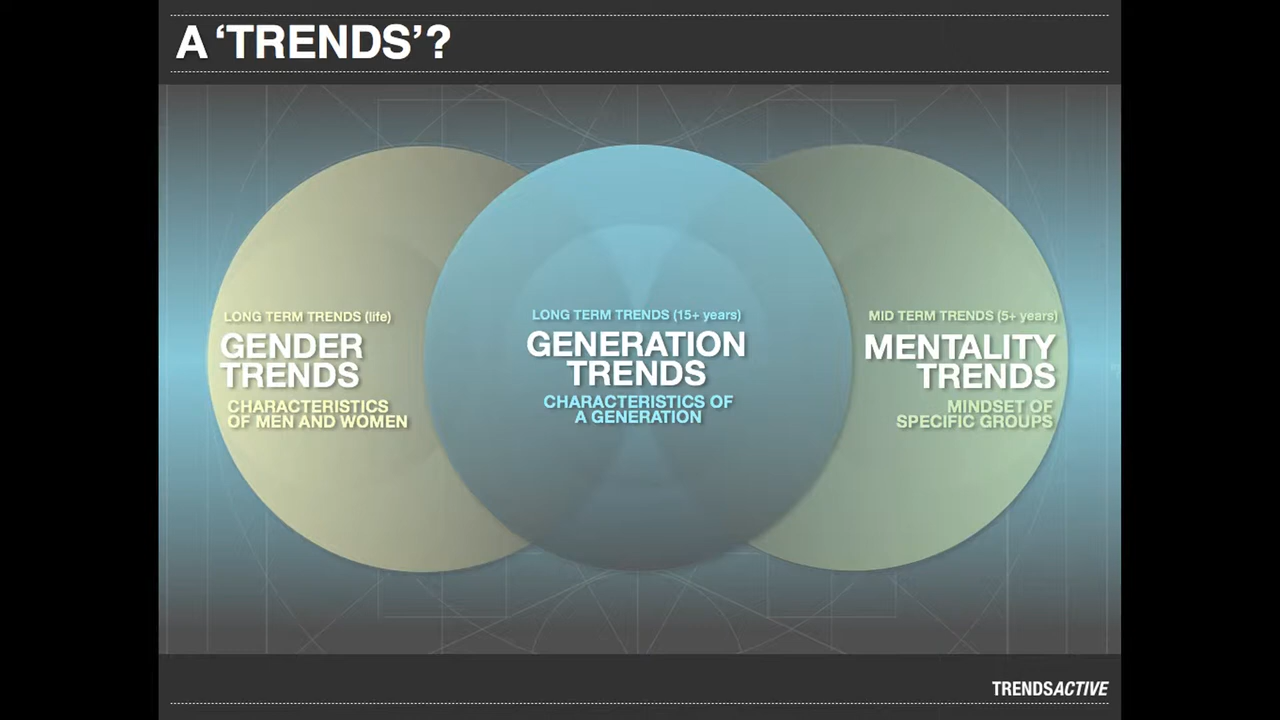 A ‘TRENDS’?
LONG TERM TRENDS (life)
GENDER
TRENDS
CHARACTERISTICS
OF MEN AND WOMEN
LONG TERM TRENDS (15+ years)
GENERATION
TRENDS
CHARACTERISTICS OF
A GENERATION
MID TERM TRENDS (5+ years)
MENTALITY
TRENDS
MINDSET OF
SPECIFIC GROUPS
TRENDSACTIVE